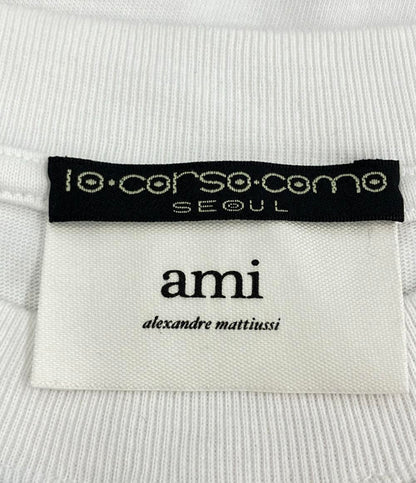 10·corso·como
SEOUL
ami
alexandre mattiussi